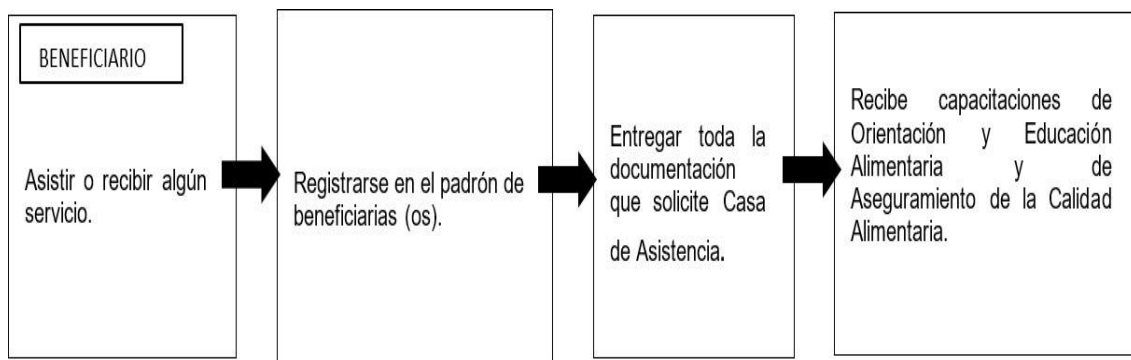 BENEFICIARIO
Asistir o recibir algún
servicio.
Registrarse en el padrón de
beneficiarias (os).
Entregar toda la
documentación
que solicite Casa
de Asistencia.
Recibe capacitaciones de
Orientación y Educación
Alimentaria y de
Aseguramiento de la Calidad
Alimentaria.